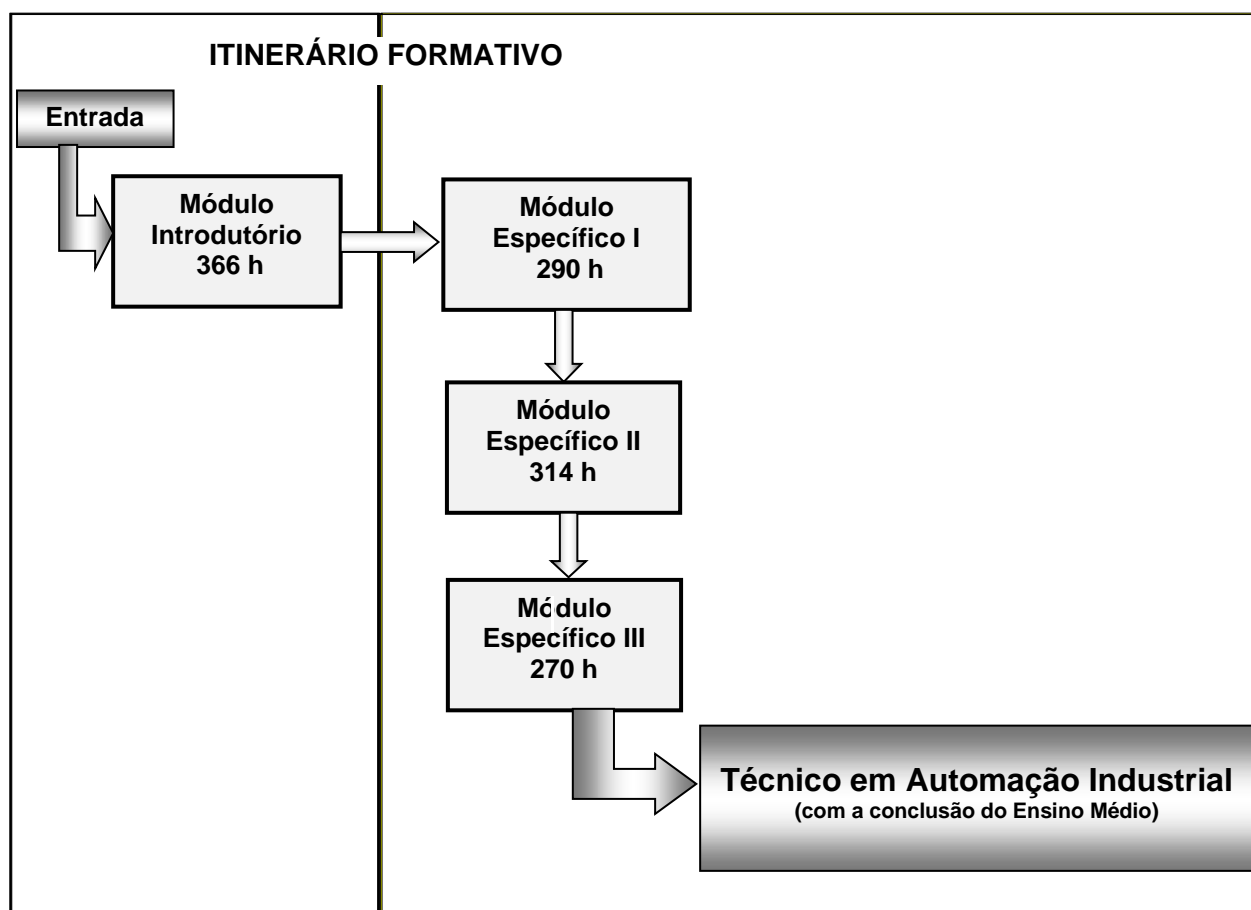 ITINERÁRIO FORMATIVO
Entrada
Módulo
Introdutório
366 h
Módulo
Específico I
290 h
Módulo
Específico II
314 h
Módulo
Específico III
270 h
Técnico em Automação Industrial
(com a conclusão do Ensino Médio)